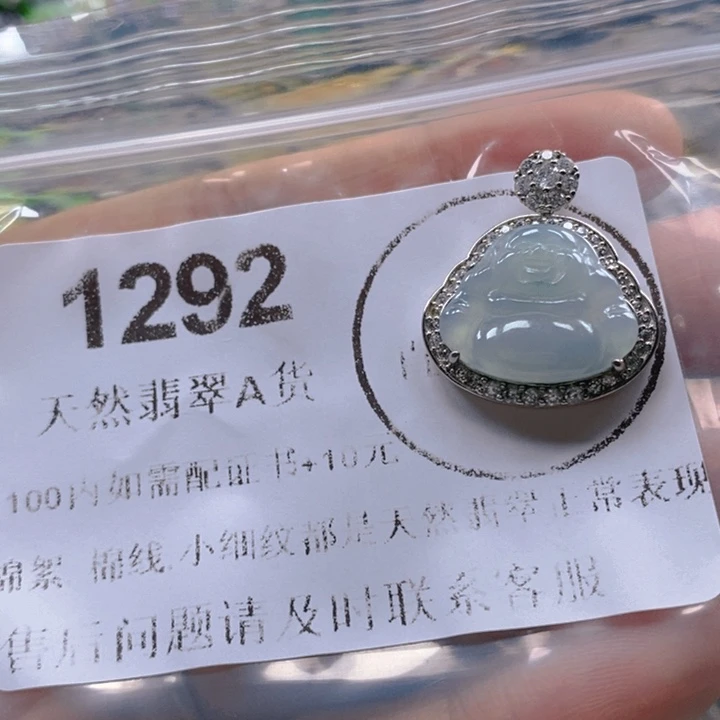 1292
天然翡翠A货
100内如需配证书+10元
棉絮 棉线 小细纹都是天然翡翠正常表现
售后问题请及时联系客服